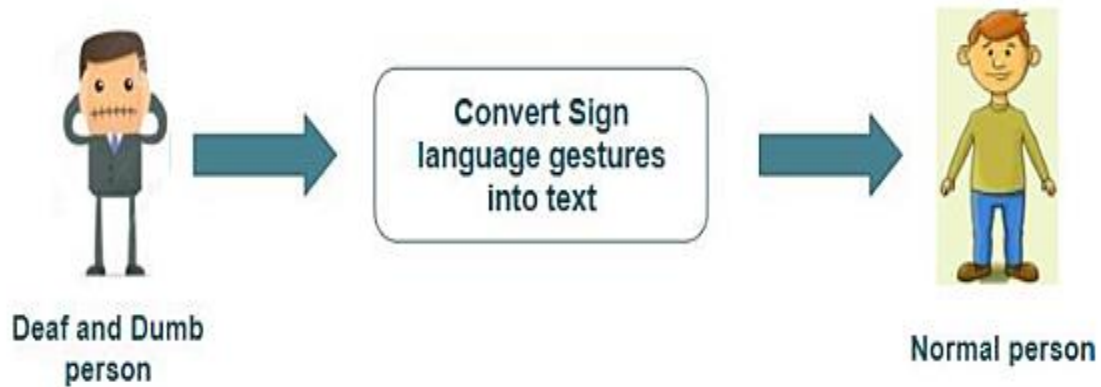 Convert Sign
language gestures
into text
Deaf and Dumb
person
Normal person